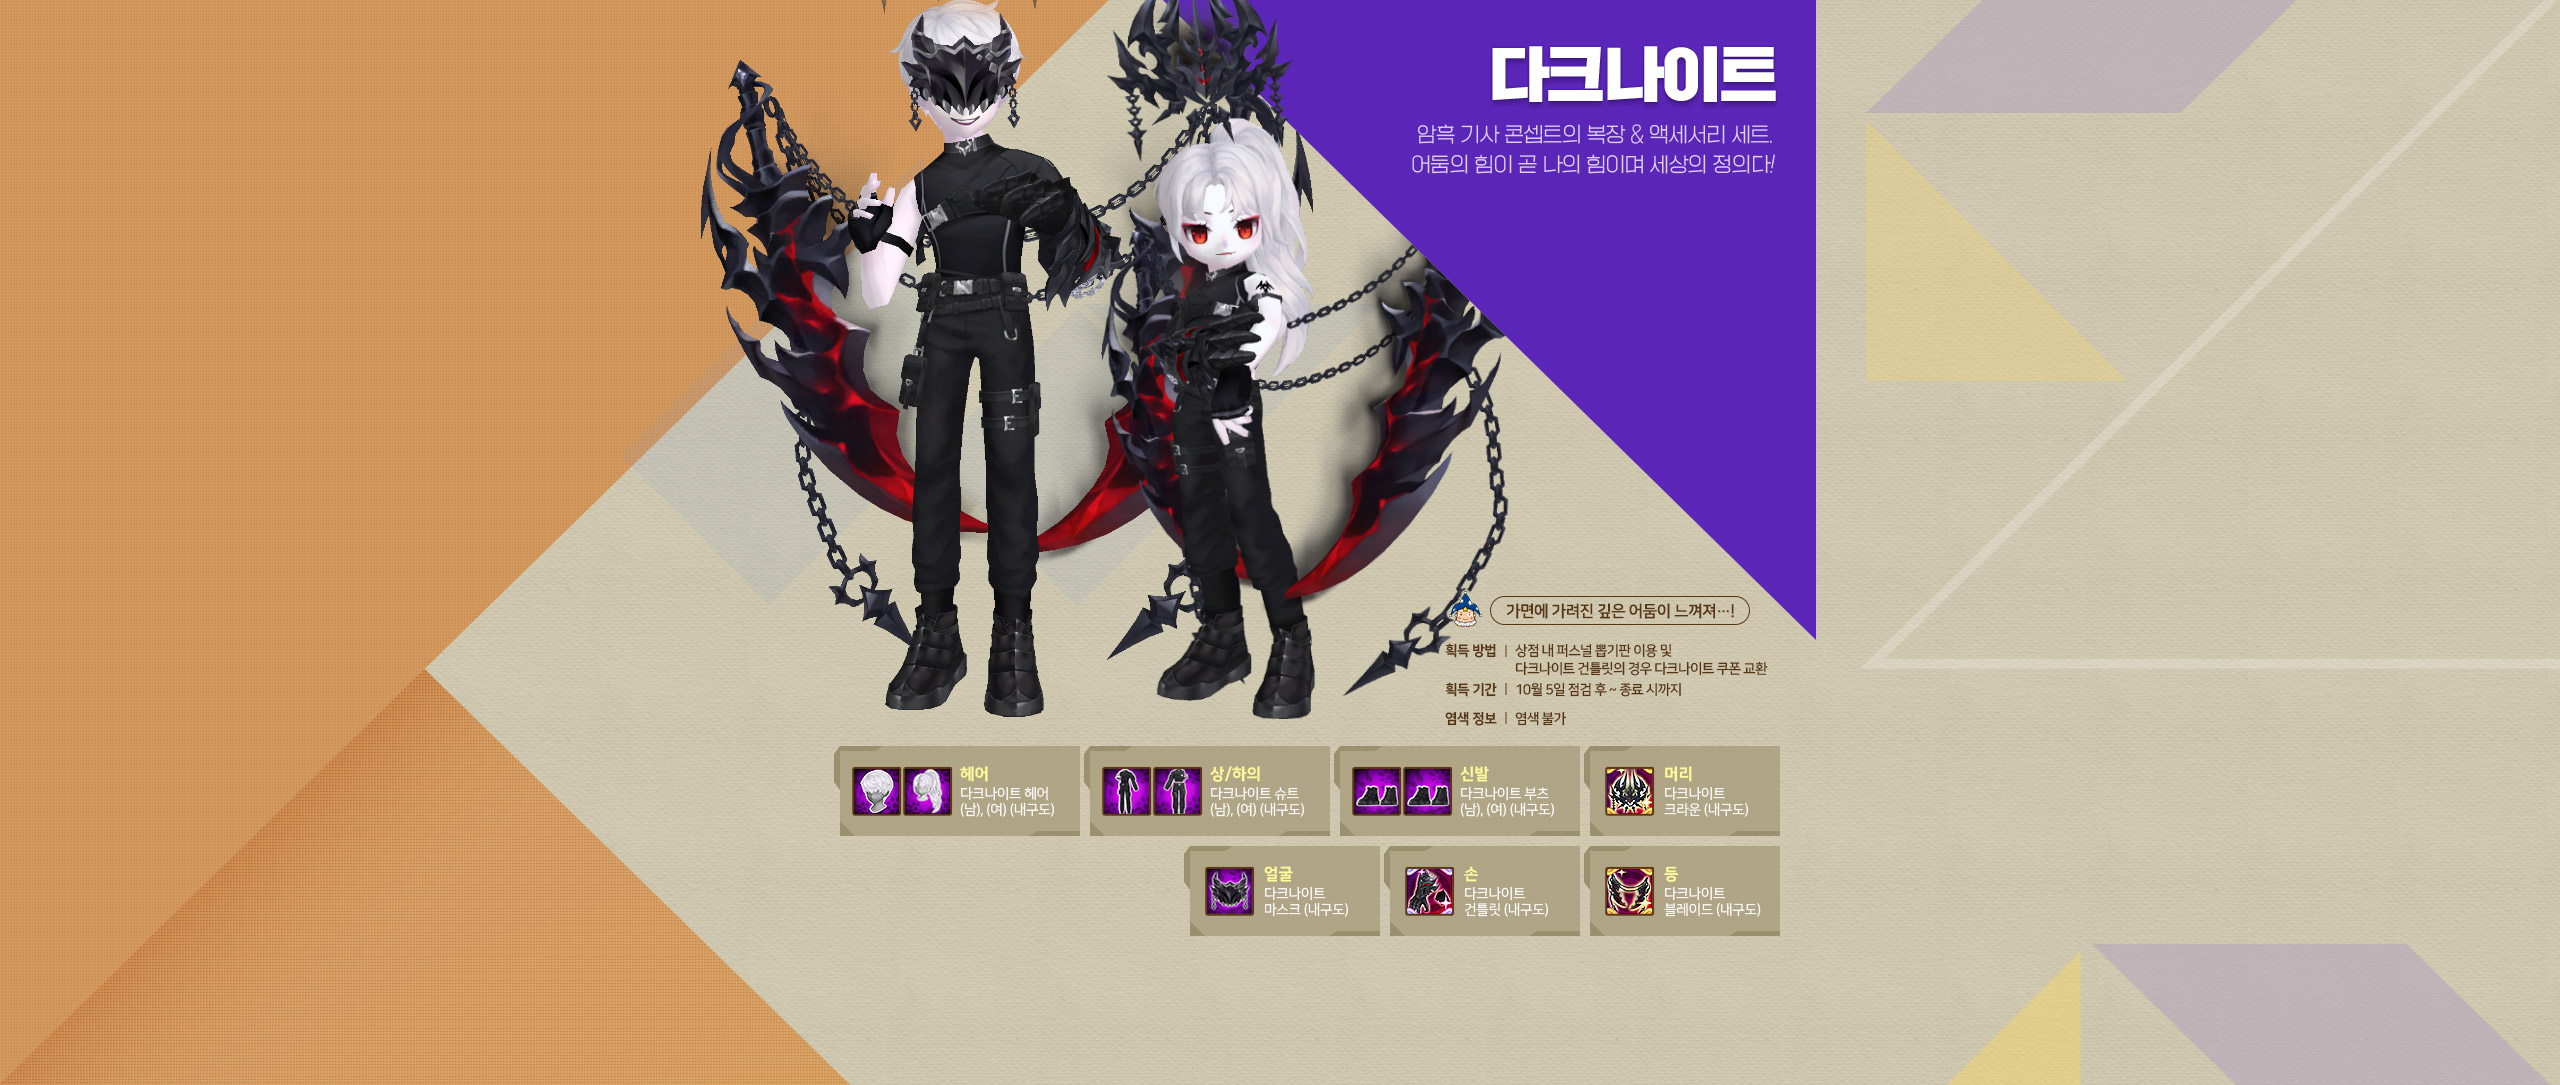 다크나이트
암흑 기사 콘셉트의 복장 & 액세서리 세트.
어둠의 힘이 곧 나의 힘이며 세상의 정의다!
가면에 가려진 깊은 어둠이 느껴져…!
획득 방법 | 상점 내 퍼스널 뽑기판 이용 및
다크나이트 건틀릿의 경우 다크나이트 쿠폰 교환
획득 기간 | 10월 5일 점검 후 ~ 종료 시까지
염색 정보 | 염색 불가
헤어
다크나이트 헤어
(남), (여) (내구도)
상/하의
다크나이트 슈트
(남), (여) (내구도)
신발
다크나이트 부츠
(남), (여) (내구도)
머리
다크나이트
크라운 (내구도)
얼굴
다크나이트
마스크 (내구도)
손
다크나이트
건틀릿 (내구도)
등
다크나이트
블레이드 (내구도)